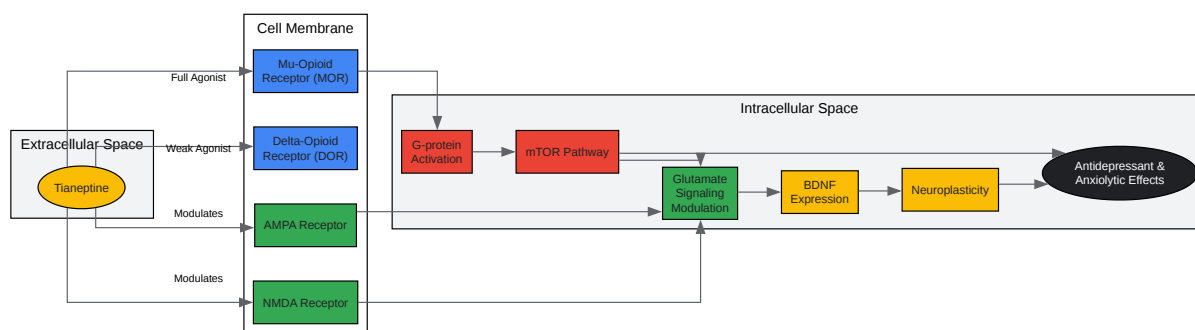 Cell Membrane
Mu-Opioid
Receptor (MOR)
Full Agonist
Intracellular Space
Extracellular Space
Weak Agonist
Delta-Opioid
Receptor (DOR)
G-protein
Activation
mTOR Pathway
Tianeptine
Glutamate
Signaling
Modulation
BDNF
Expression
Neuroplasticity
Antidepressant &
Anxiolytic Effects
Modulates
AMPA Receptor
Modulates
NMDA Receptor